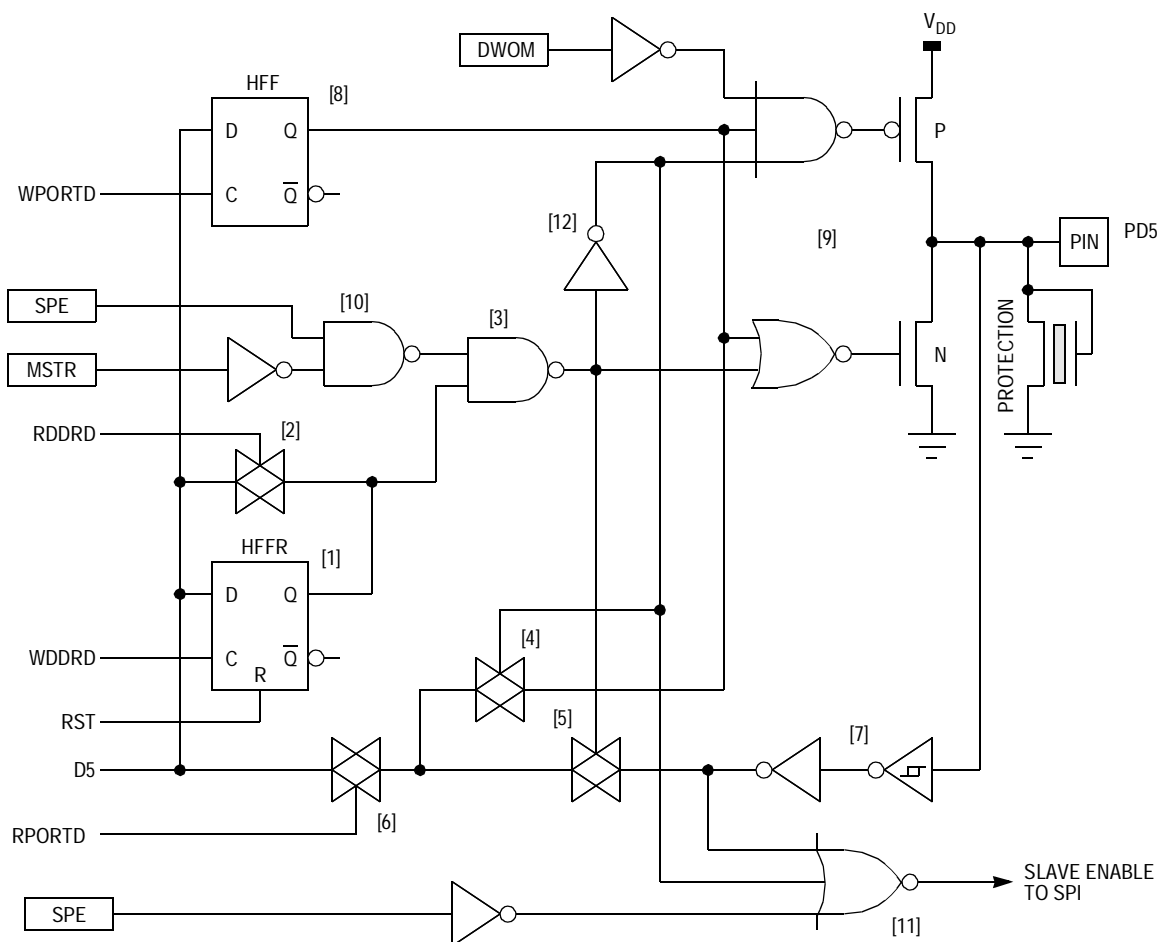 VDD
DWOM
HFF
[8]
D
Q
P
WPORTD
C
Q
[12]
[9]
PIN
PD5
SPE
[10]
[3]
MSTR
N
PROTECTION
RDDRD
[2]
HFFR
[1]
D
Q
[4]
WDDRD
C
Q
R
RST
[5]
[7]
D5
[6]
RPORTD
SLAVE ENABLE
TO SPI
SPE
[11]